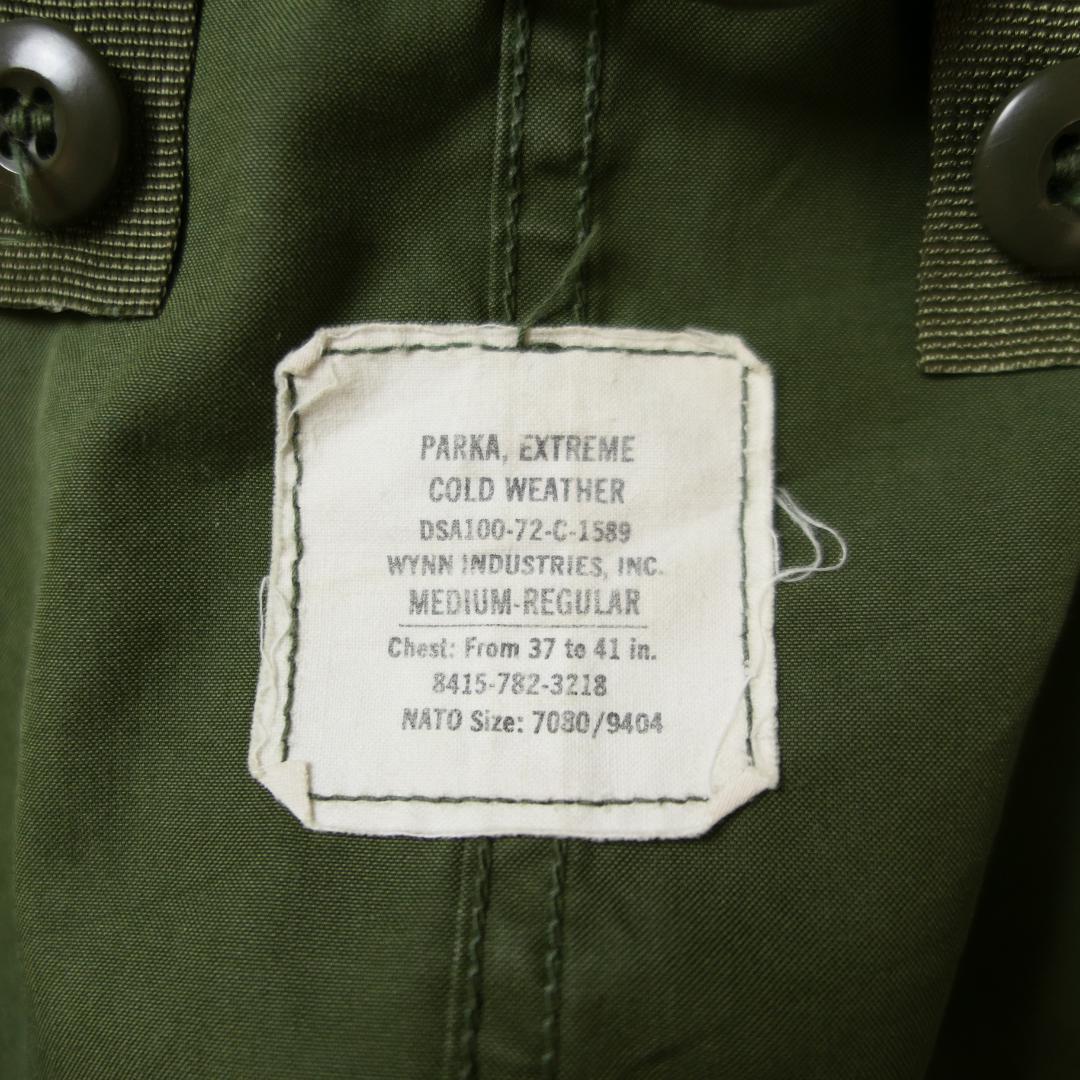 PARKA, EXTREME
COLD WEATHER
DSA100-72-C-1589
WYNN INDUSTRIES, INC.
MEDIUM-REGULAR
Chest: From 37 to 41 in.
8415-782-3218
NATO Size: 7080/9404